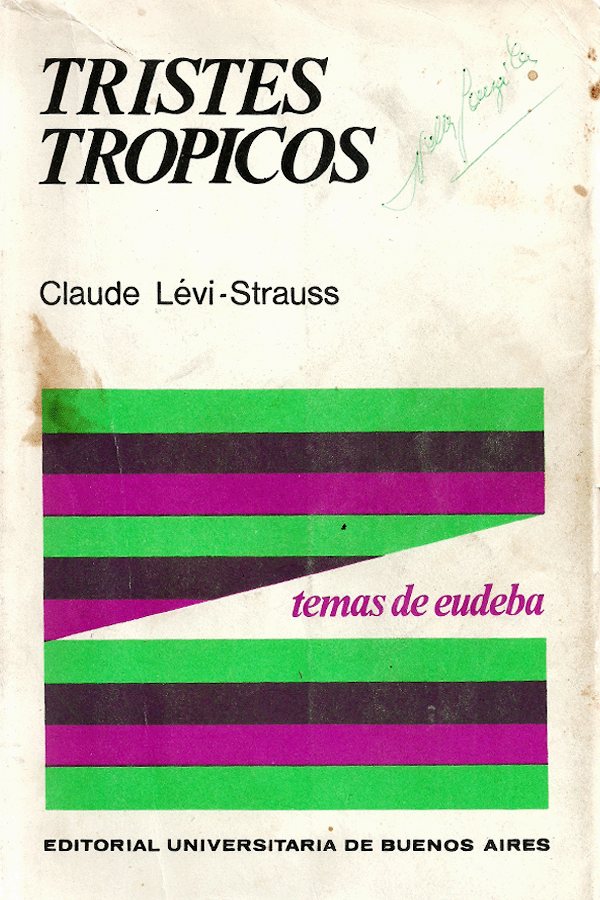 TRISTES
TROPICOS
Claude Lévi-Strauss
temas de eudeba
EDITORIAL UNIVERSITARIA DE BUENOS AIRES